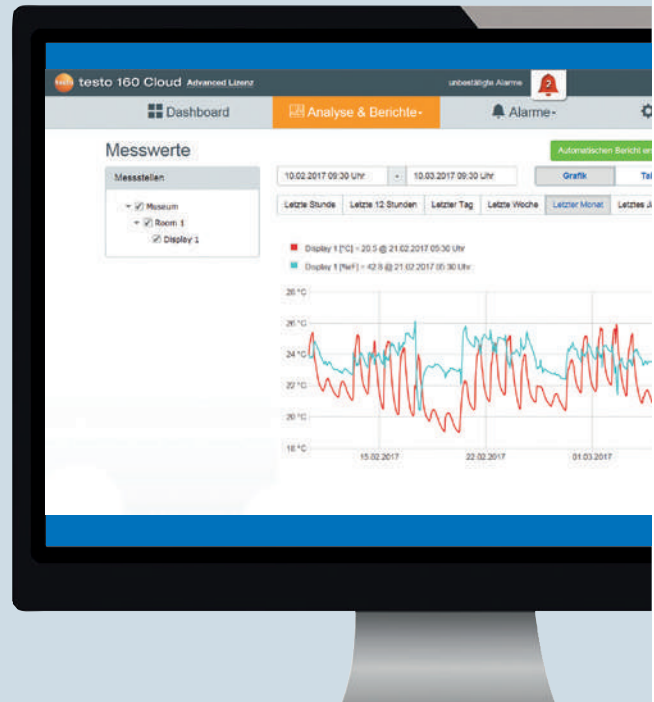 testo
testo 160 Cloud Advanced Lizenz
unbestätigte Alarme
2
Dashboard
Analyse & Berichte
Alarme
Messwerte
Automatischen Bericht
Messstellen
10.02.2017 09:30 Uhr - 10.03.2017 09:30 Uhr
Grafik
Letzte Stunde Letzte 12 Stunden Letzter Tag Letzte Woche Letzter Monat Letztes
Museum
Room 1
Display 1
Display 1 [°C] = 20.5 @ 21.02.2017 05:30 Uhr
Display 1 [%rF] = 42.8 @ 21.02.2017 05:30 Uhr
28 °C
26 °C
24 °C
22 °C
20 °C
18 °C
15.02.2017 22.02.2017 01.03.2017